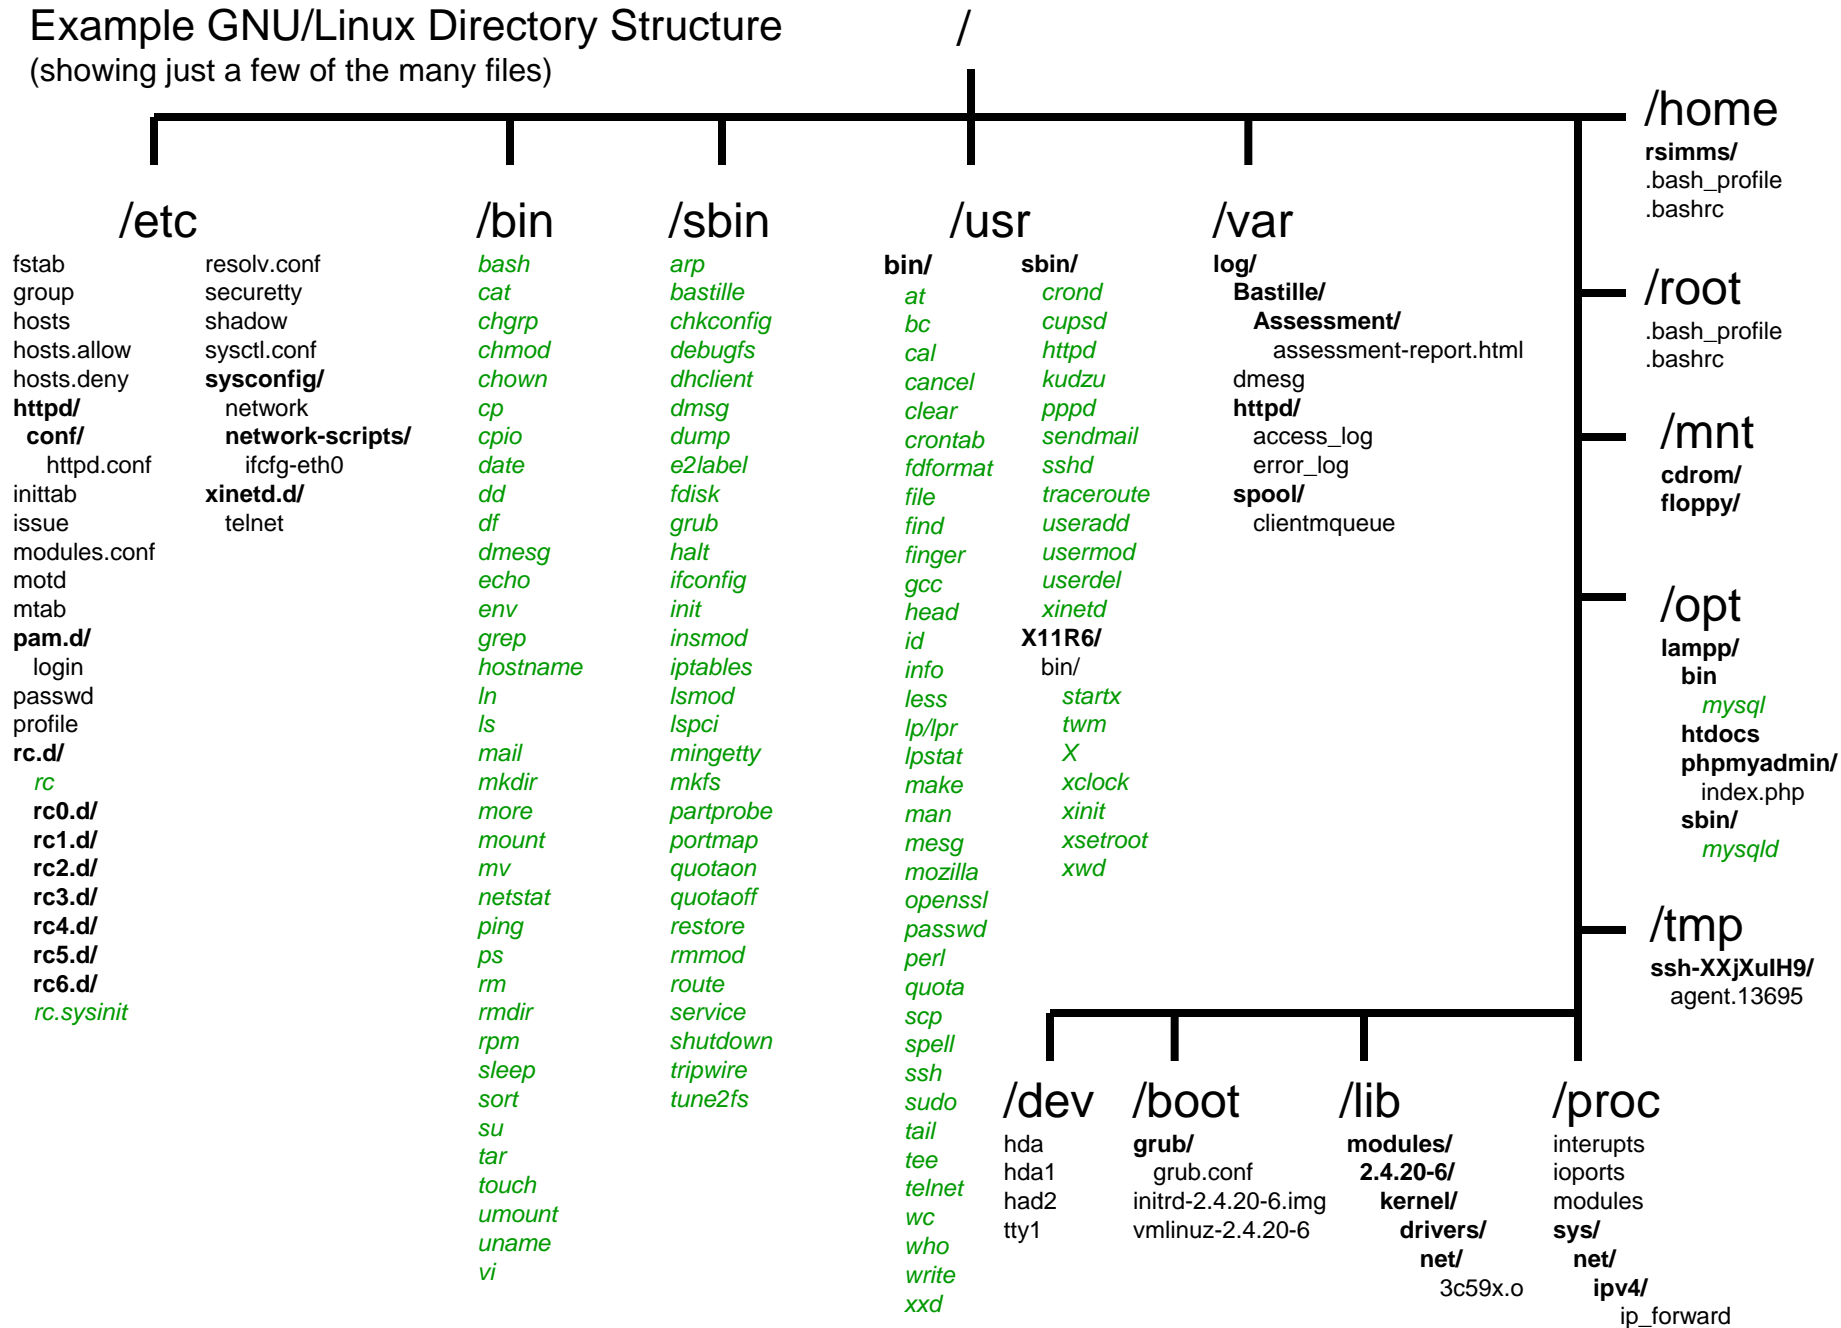 Example GNU/Linux Directory Structure
(showing just a few of the many files)
/
/etc
fstab
group
hosts
hosts.allow
hosts.deny
httpd/
conf/
httpd.conf
inittab
issue
modules.conf
motd
mtab
pam.d/
login
passwd
profile
rc.d/
rc
rc0.d/
rc1.d/
rc2.d/
rc3.d/
rc4.d/
rc5.d/
rc6.d/
rc.sysinit
resolv.conf
securetty
shadow
sysctl.conf
sysconfig/
network
network-scripts/
ifcfg-eth0
xinetd.d/
telnet
/bin
bash
cat
chgrp
chmod
chown
cp
cpio
date
dd
df
dmesg
echo
env
grep
hostname
ln
ls
mail
mkdir
more
mount
mv
netstat
ping
ps
rm
rmdir
rpm
sleep
sort
su
tar
touch
umount
uname
vi
/sbin
arp
bastille
chkconfig
debugfs
dhclient
dmsg
dump
e2label
fdisk
grub
halt
ifconfig
init
insmod
iptables
lsmod
lspci
mingetty
mkfs
partprobe
portmap
quotaon
quotaoff
restore
rmmod
route
service
shutdown
tripwire
tune2fs
/usr
bin/
at
bc
cal
cancel
clear
crontab
fdformat
file
find
finger
gcc
head
id
info
less
lp/lpr
lpstat
make
man
mesg
mozilla
openssl
passwd
perl
quota
scp
spell
ssh
sudo
tail
tee
telnet
wc
who
write
xxd
sbin/
crond
cupsd
httpd
kudzu
pppd
sendmail
sshd
traceroute
useradd
usermod
userdel
xinetd
X11R6/
bin/
startx
twm
X
xclock
xinit
xsetroot
xwd
/var
log/
Bastille/
Assessment/
assessment-report.html
dmesg
httpd/
access_log
error_log
spool/
clientmqueue
/home
rsimms/
.bash_profile
.bashrc
/root
.bash_profile
.bashrc
/mnt
cdrom/
floppy/
/opt
lampp/
bin
mysql
htdocs
phpmyadmin/
index.php
sbin/
mysqld
/tmp
ssh-XXjXuIH9/
agent.13695
/dev
hda
hda1
had2
tty1
/boot
grub/
grub.conf
initrd-2.4.20-6.img
vmlinuz-2.4.20-6
/lib
modules/
2.4.20-6/
kernel/
drivers/
net/
3c59x.o
/proc
interupts
ioports
modules
sys/
net/
ipv4/
ip_forward